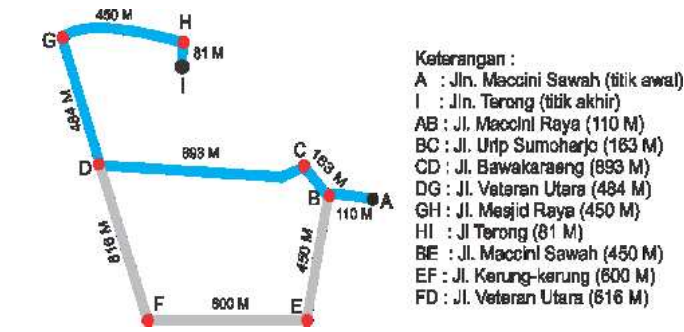 450 M
H
G
81 M
I
484 M
893 M
C
163 M
D
B
A
110 M
616 M
450 M
F
600 M
E
Keterangan :
A : Jln. Maccini Sawah (titik awal)
I : Jln. Terong (titik akhir)
AB : Jl. Maccini Raya (110 M)
BC : Jl. Urip Sumoharjo (163 M)
CD : Jl. Bawakaraeng (893 M)
DG : Jl. Veteran Utara (484 M)
GH : Jl. Mesjid Raya (450 M)
HI : Jl Terong (81 M)
BE : Jl. Maccini Sawah (450 M)
EF : Jl. Kerung-kerung (600 M)
FD : Jl. Veteran Utara (616 M)